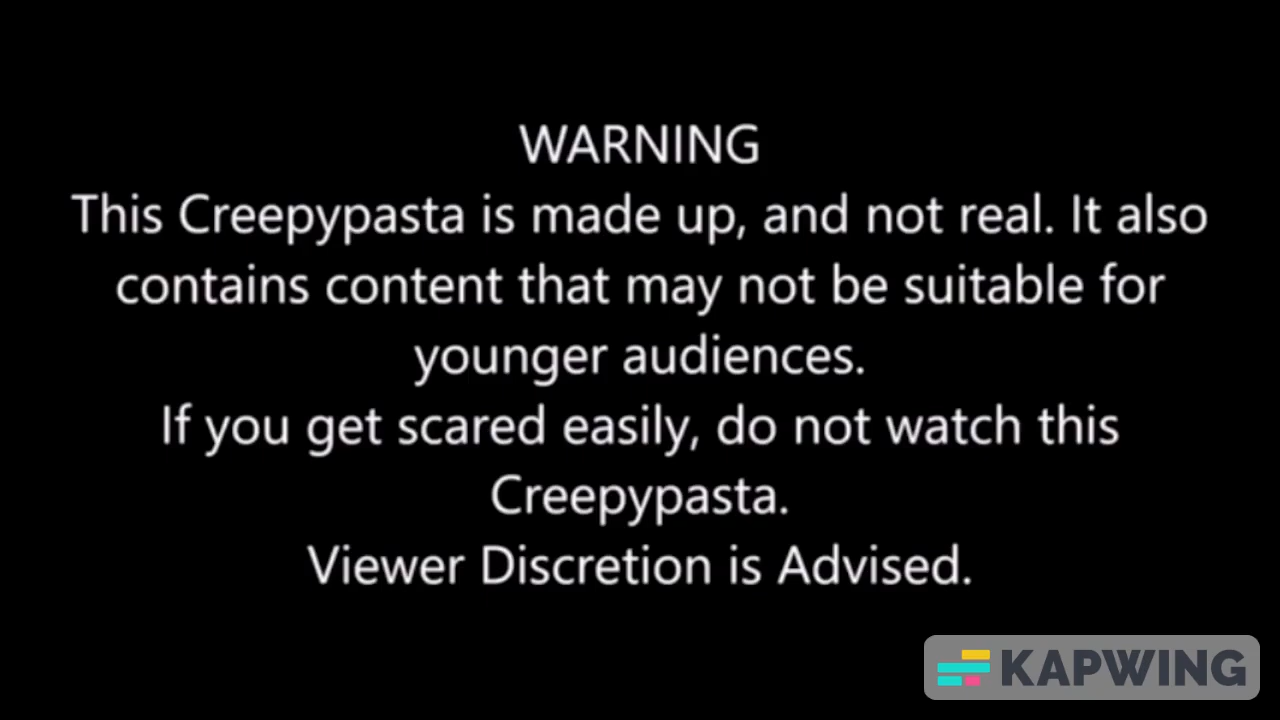 WARNING
This Creepypasta is made up, and not real. It also
contains content that may not be suitable for
younger audiences.
If you get scared easily, do not watch this
Creepypasta.
Viewer Discretion is Advised.
KAPWING